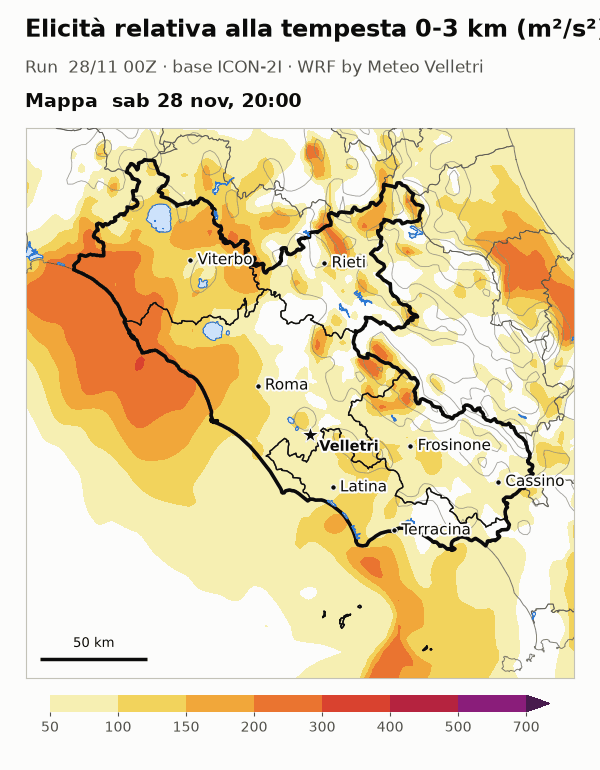 Elicità relativa alla tempesta 0-3 km (m²/s²)
Run 28/11 00Z · base ICON-2I · WRF by Meteo Velletri
Mappa sab 28 nov, 20:00
Viterbo
Rieti
Roma
Velletri
Frosinone
Latina
Cassino
Terracina
50 km
50 100 150 200 300 400 500 700